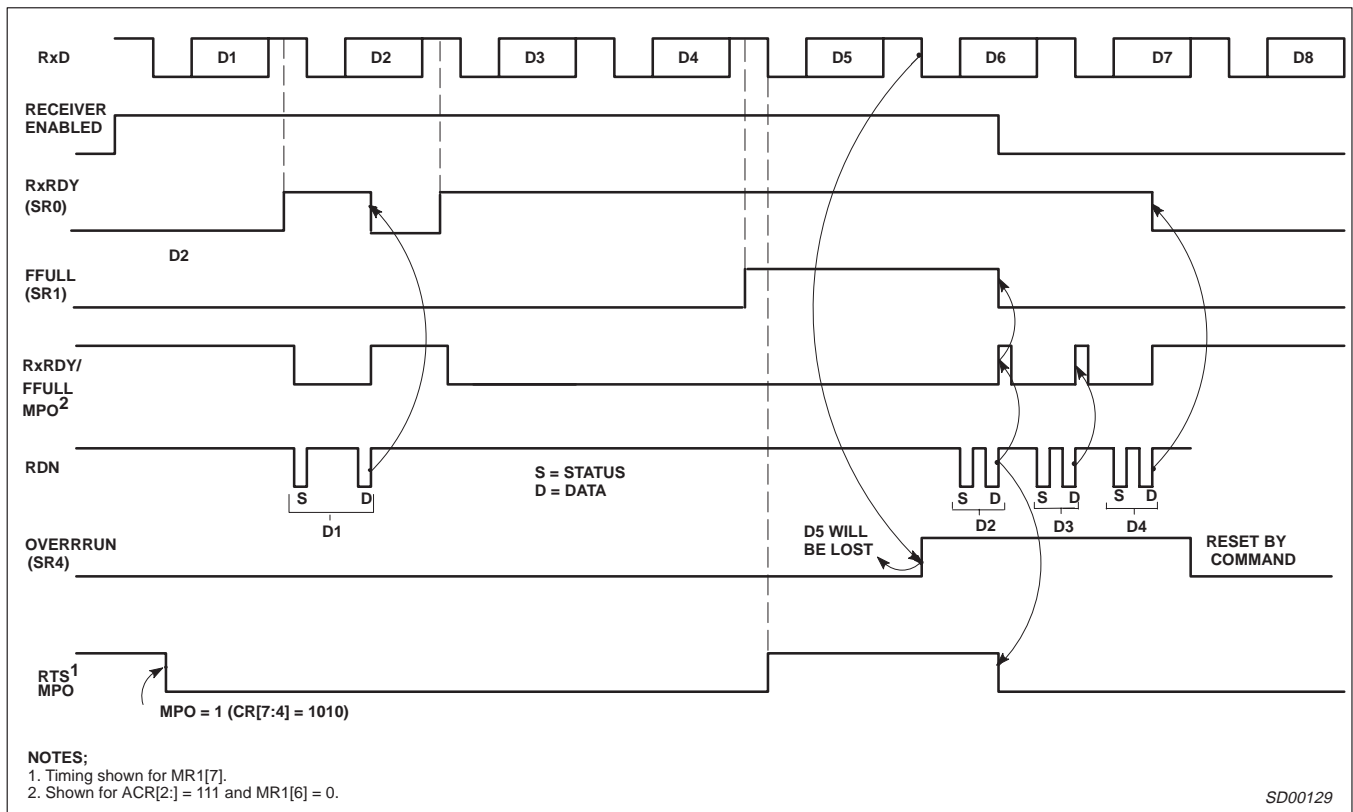 RxD D1 D2 D3 D4 D5 D6 D7 D8
RECEIVER
ENABLED
RxRDY
(SR0)
D2
FFULL
(SR1)
RxRDY/
FFULL
MPO2
RDN
S = STATUS
D = DATA
S D S D S D S D
D1 D2 D3 D4
OVERRRUN
(SR4)
D5 WILL
BE LOST
RESET BY
COMMAND
RTS1
MPO
MPO = 1 (CR[7:4] = 1010)
NOTES;
1. Timing shown for MR1[7].
2. Shown for ACR[2:] = 111 and MR1[6] = 0.
SD00129